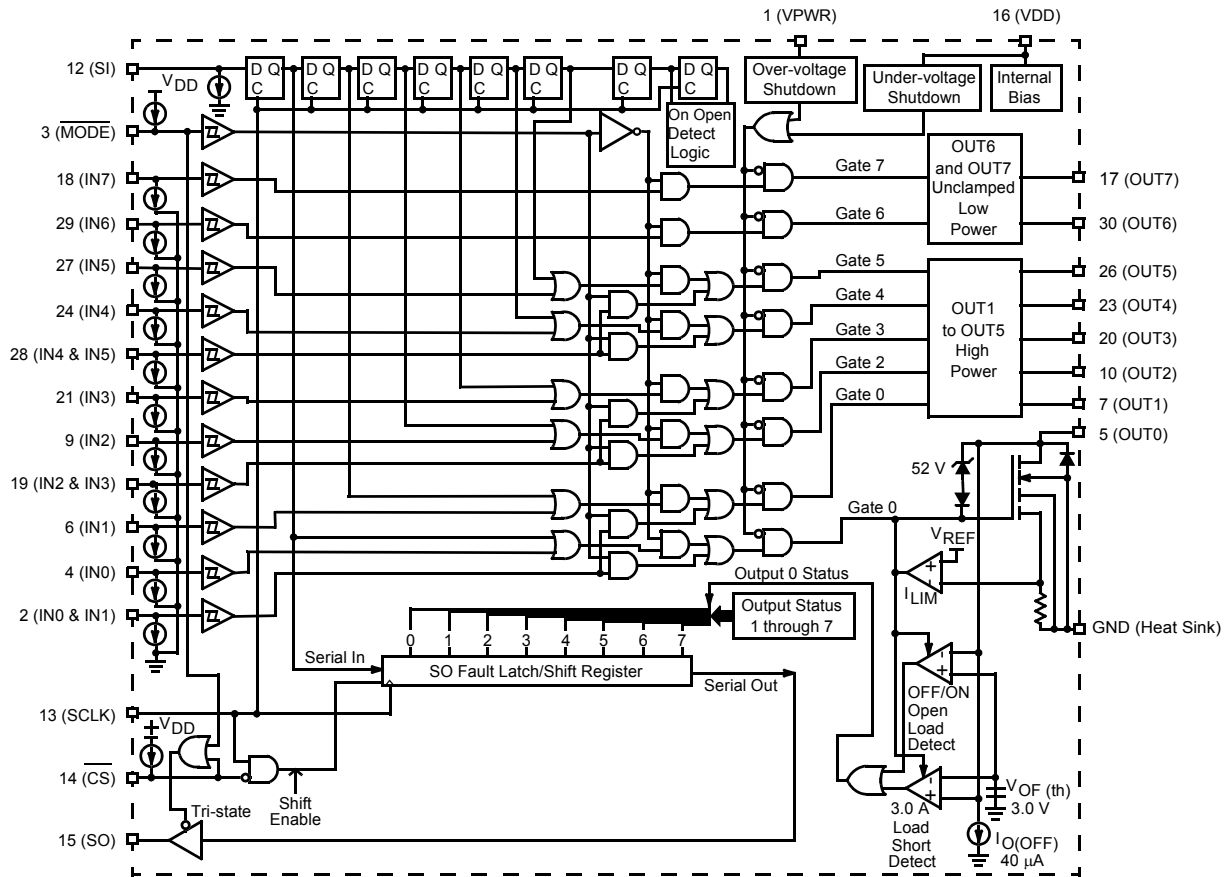 1 (VPWR)
16 (VDD)
12 (SI)
VDD
D Q
C
D Q
C
D Q
C
D Q
C
D Q
C
D Q
C
D Q
C
D Q
C
Over-voltage
Shutdown
Under-voltage
Shutdown
Internal
Bias
On Open
Detect
Logic
3 (MODE)
18 (IN7)
29 (IN6)
27 (IN5)
24 (IN4)
28 (IN4 & IN5)
21 (IN3)
9 (IN2)
19 (IN2 & IN3)
6 (IN1)
4 (IN0)
2 (IN0 & IN1)
Gate 7
Gate 6
Gate 5
Gate 4
Gate 3
Gate 2
Gate 0
Gate 0
OUT6
and OUT7
Unclamped
Low
Power
OUT1
to OUT5
High
Power
17 (OUT7)
30 (OUT6)
26 (OUT5)
23 (OUT4)
20 (OUT3)
10 (OUT2)
7 (OUT1)
5 (OUT0)
52 V
VREF
+
-
ILIM
GND (Heat Sink)
Output 0 Status
Output Status
1 through 7
0 1 2 3 4 5 6 7
Serial In
SO Fault Latch/Shift Register
Serial Out
-
+
OFF/ON
Open
Load
Detect
13 (SCLK)
+VDD
14 (CS)
Tri-state
Shift
Enable
15 (SO)
-
+
3.0 A
Load
Short
Detect
VOF (th)
3.0 V
IO(OFF)
40 μA